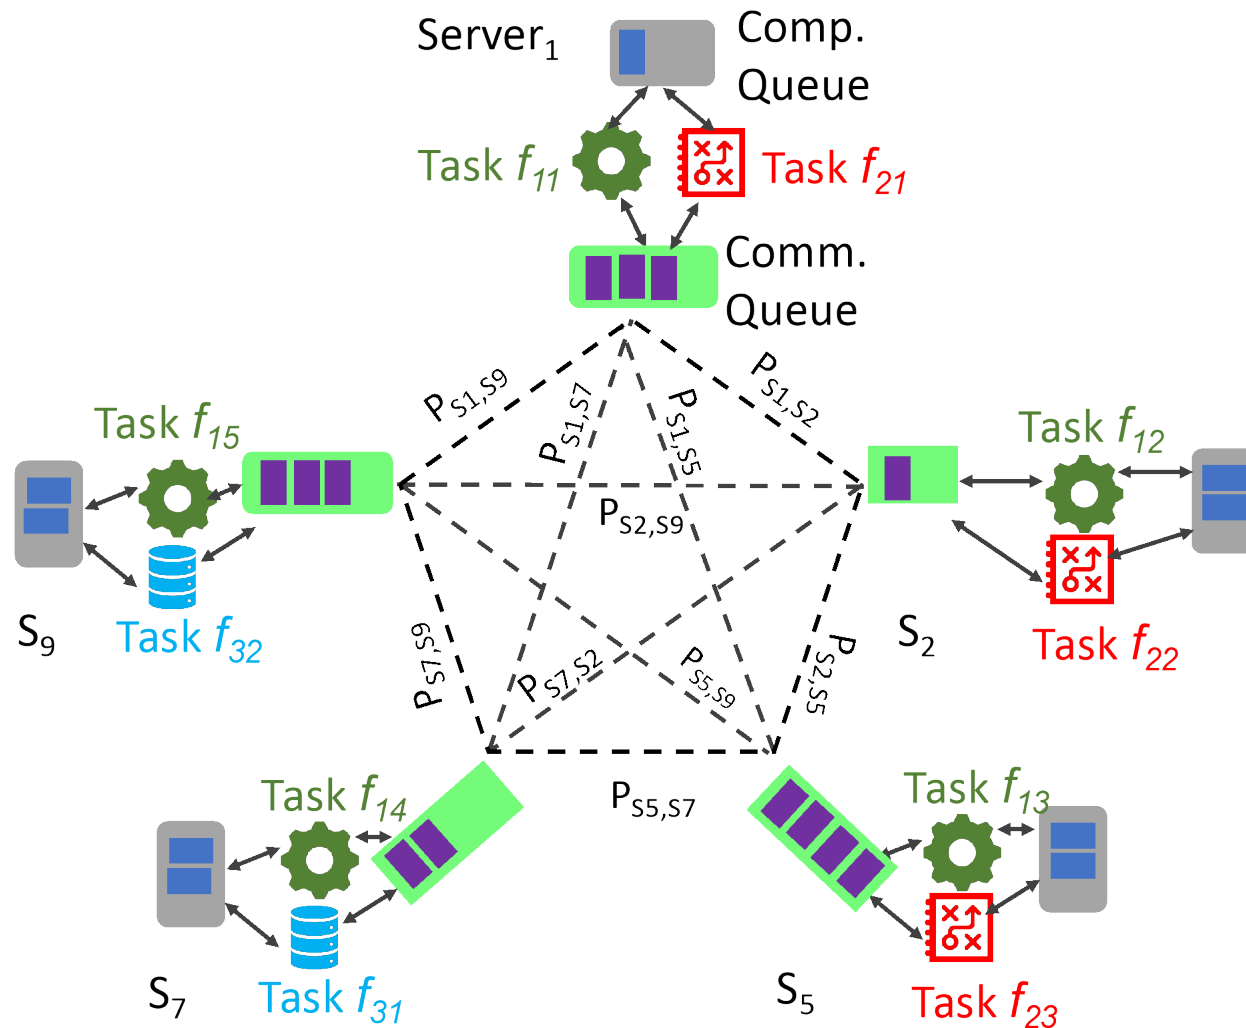 Server1
Comp.
Queue
Task f11
Task f21
Comm.
Queue
PS1,S9
PS1,S7
PS1,S5
PS1,S2
Task f15
Task f12
PS2,S9
S9
Task f32
S2
Task f22
PS7,S9
PS7,S2
PS5,S9
PS2,S5
Task f14
PS5,S7
Task f13
S7
Task f31
S5
Task f23